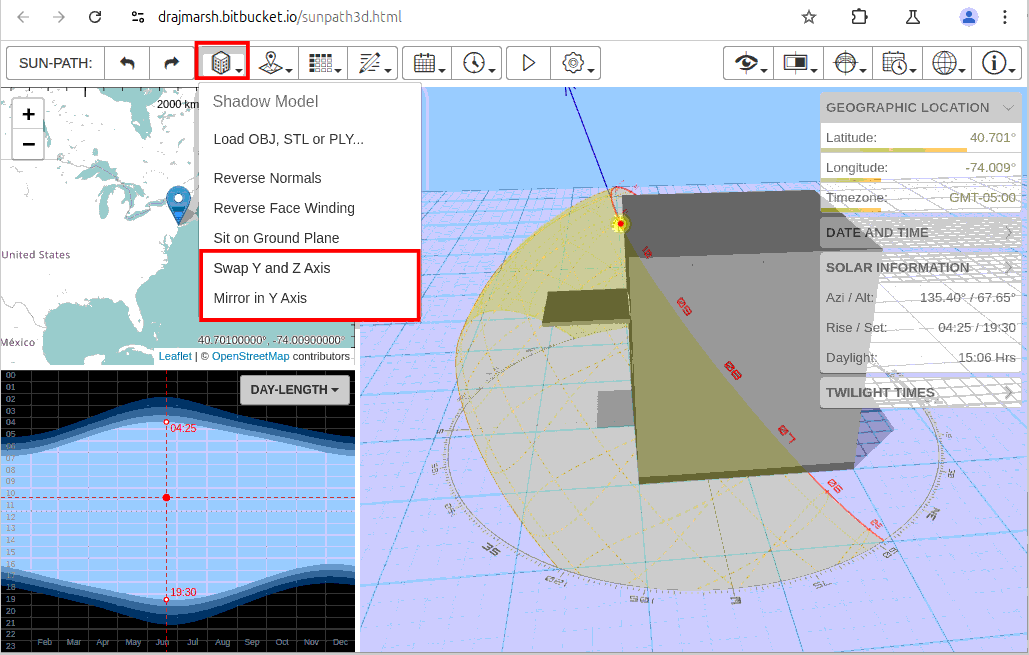 drajmarsh.bitbucket.io/sunpath3d.html
SUN-PATH:
Shadow Model
Load OBJ, STL or PLY...
Reverse Normals
Reverse Face Winding
Sit on Ground Plane
Swap Y and Z Axis
Mirror in Y Axis
+
−
2000 km
United States
México
40.70100000°, -74.00900000°
Leaflet | © OpenStreetMap contributors
GEOGRAPHIC LOCATION
Latitude: 40.701°
Longitude: -74.009°
Timezone: GMT-05:00
DATE AND TIME
SOLAR INFORMATION
Azi / Alt: 135.40° / 67.65°
Rise / Set: 04:25 / 19:30
Daylight: 15:06 Hrs
TWILIGHT TIMES
DAY-LENGTH
00
01
02
03
04
05
06
07
08
09
10
11
12
13
14
15
16
17
18
19
20
21
22
23
04:25
19:30
Feb Mar Apr May Jun Jul Aug Sep Oct Nov Dec
09
08
07
06
SE
NE
E